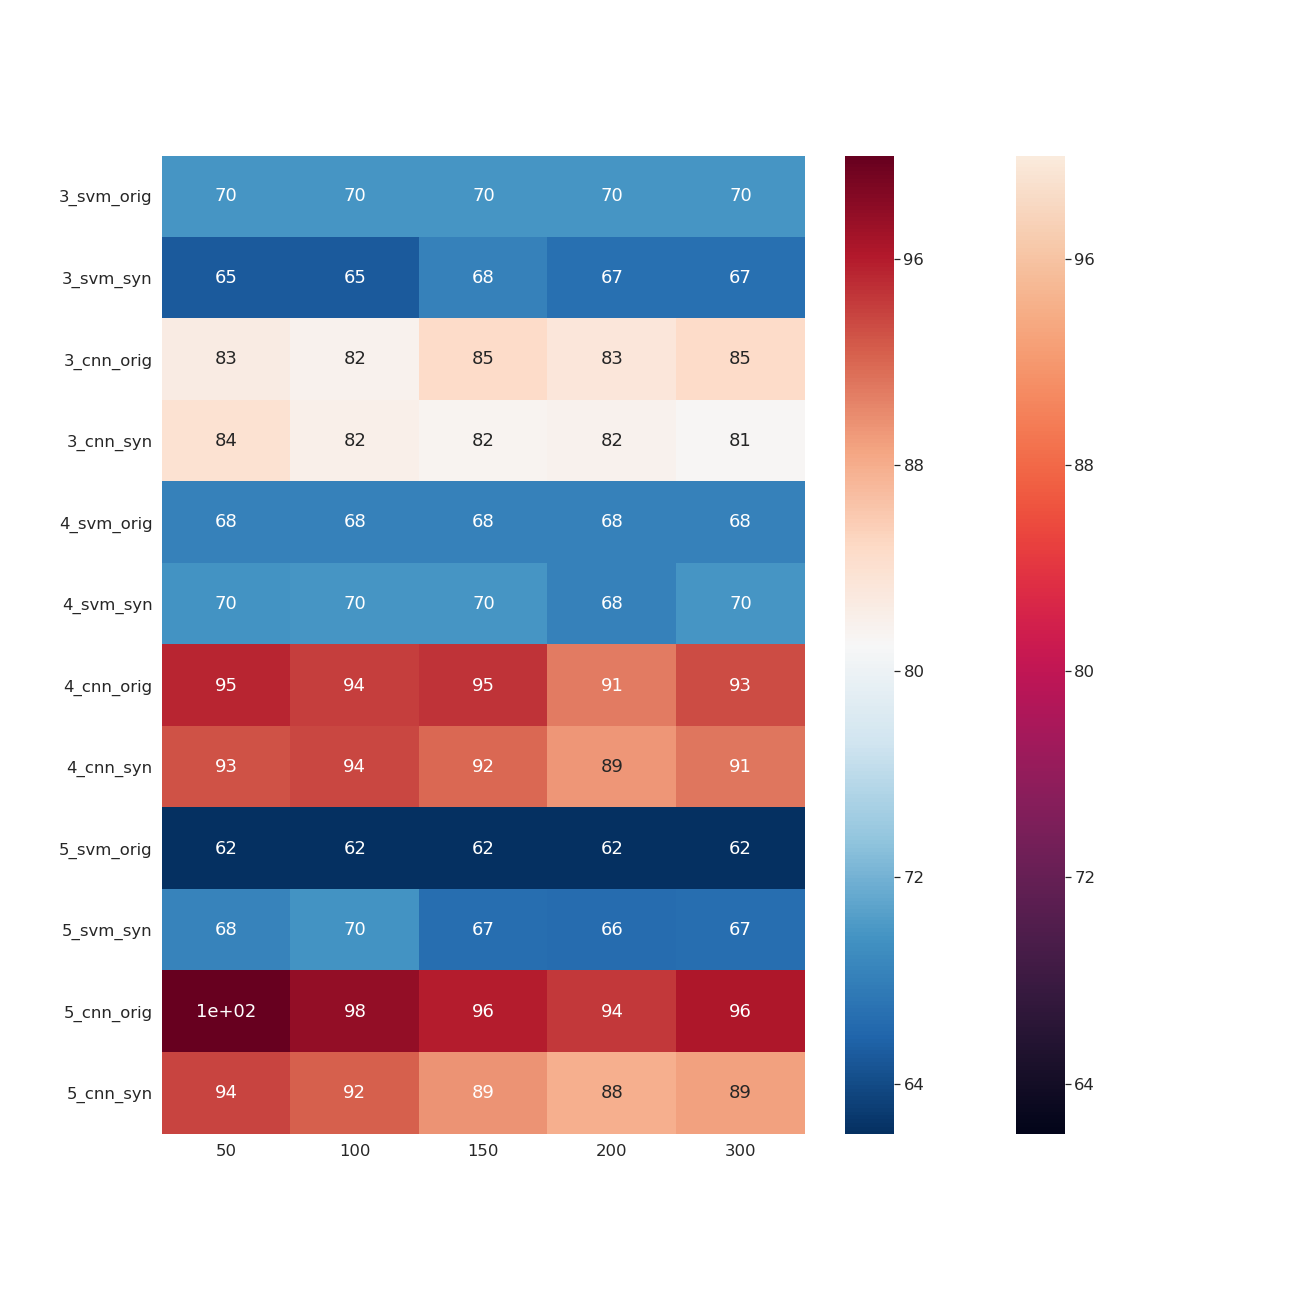 3_svm_orig 70 70 70 70 70
3_svm_syn 65 65 68 67 67
3_cnn_orig 83 82 85 83 85
3_cnn_syn 84 82 82 82 81
4_svm_orig 68 68 68 68 68
4_svm_syn 70 70 70 68 70
4_cnn_orig 95 94 95 91 93
4_cnn_syn 93 94 92 89 91
5_svm_orig 62 62 62 62 62
5_svm_syn 68 70 67 66 67
5_cnn_orig 1e+02 98 96 94 96
5_cnn_syn 94 92 89 88 89
50 100 150 200 300
96
88
80
72
64
96
88
80
72
64